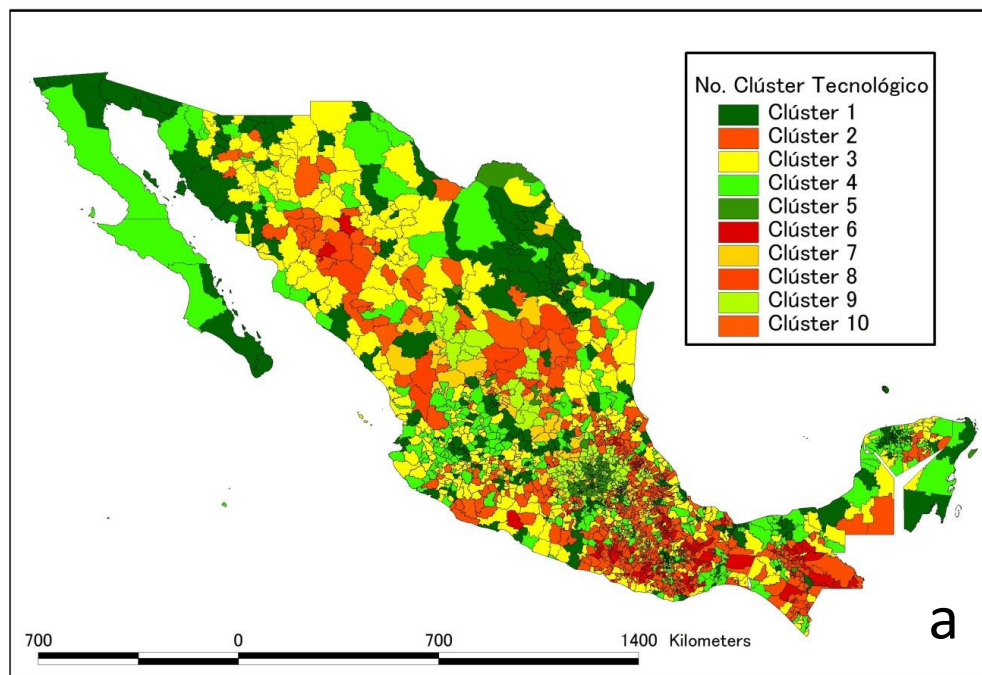 No. Clúster Tecnológico
Clúster 1
Clúster 2
Clúster 3
Clúster 4
Clúster 5
Clúster 6
Clúster 7
Clúster 8
Clúster 9
Clúster 10
a
700 0 700 1400 Kilometers